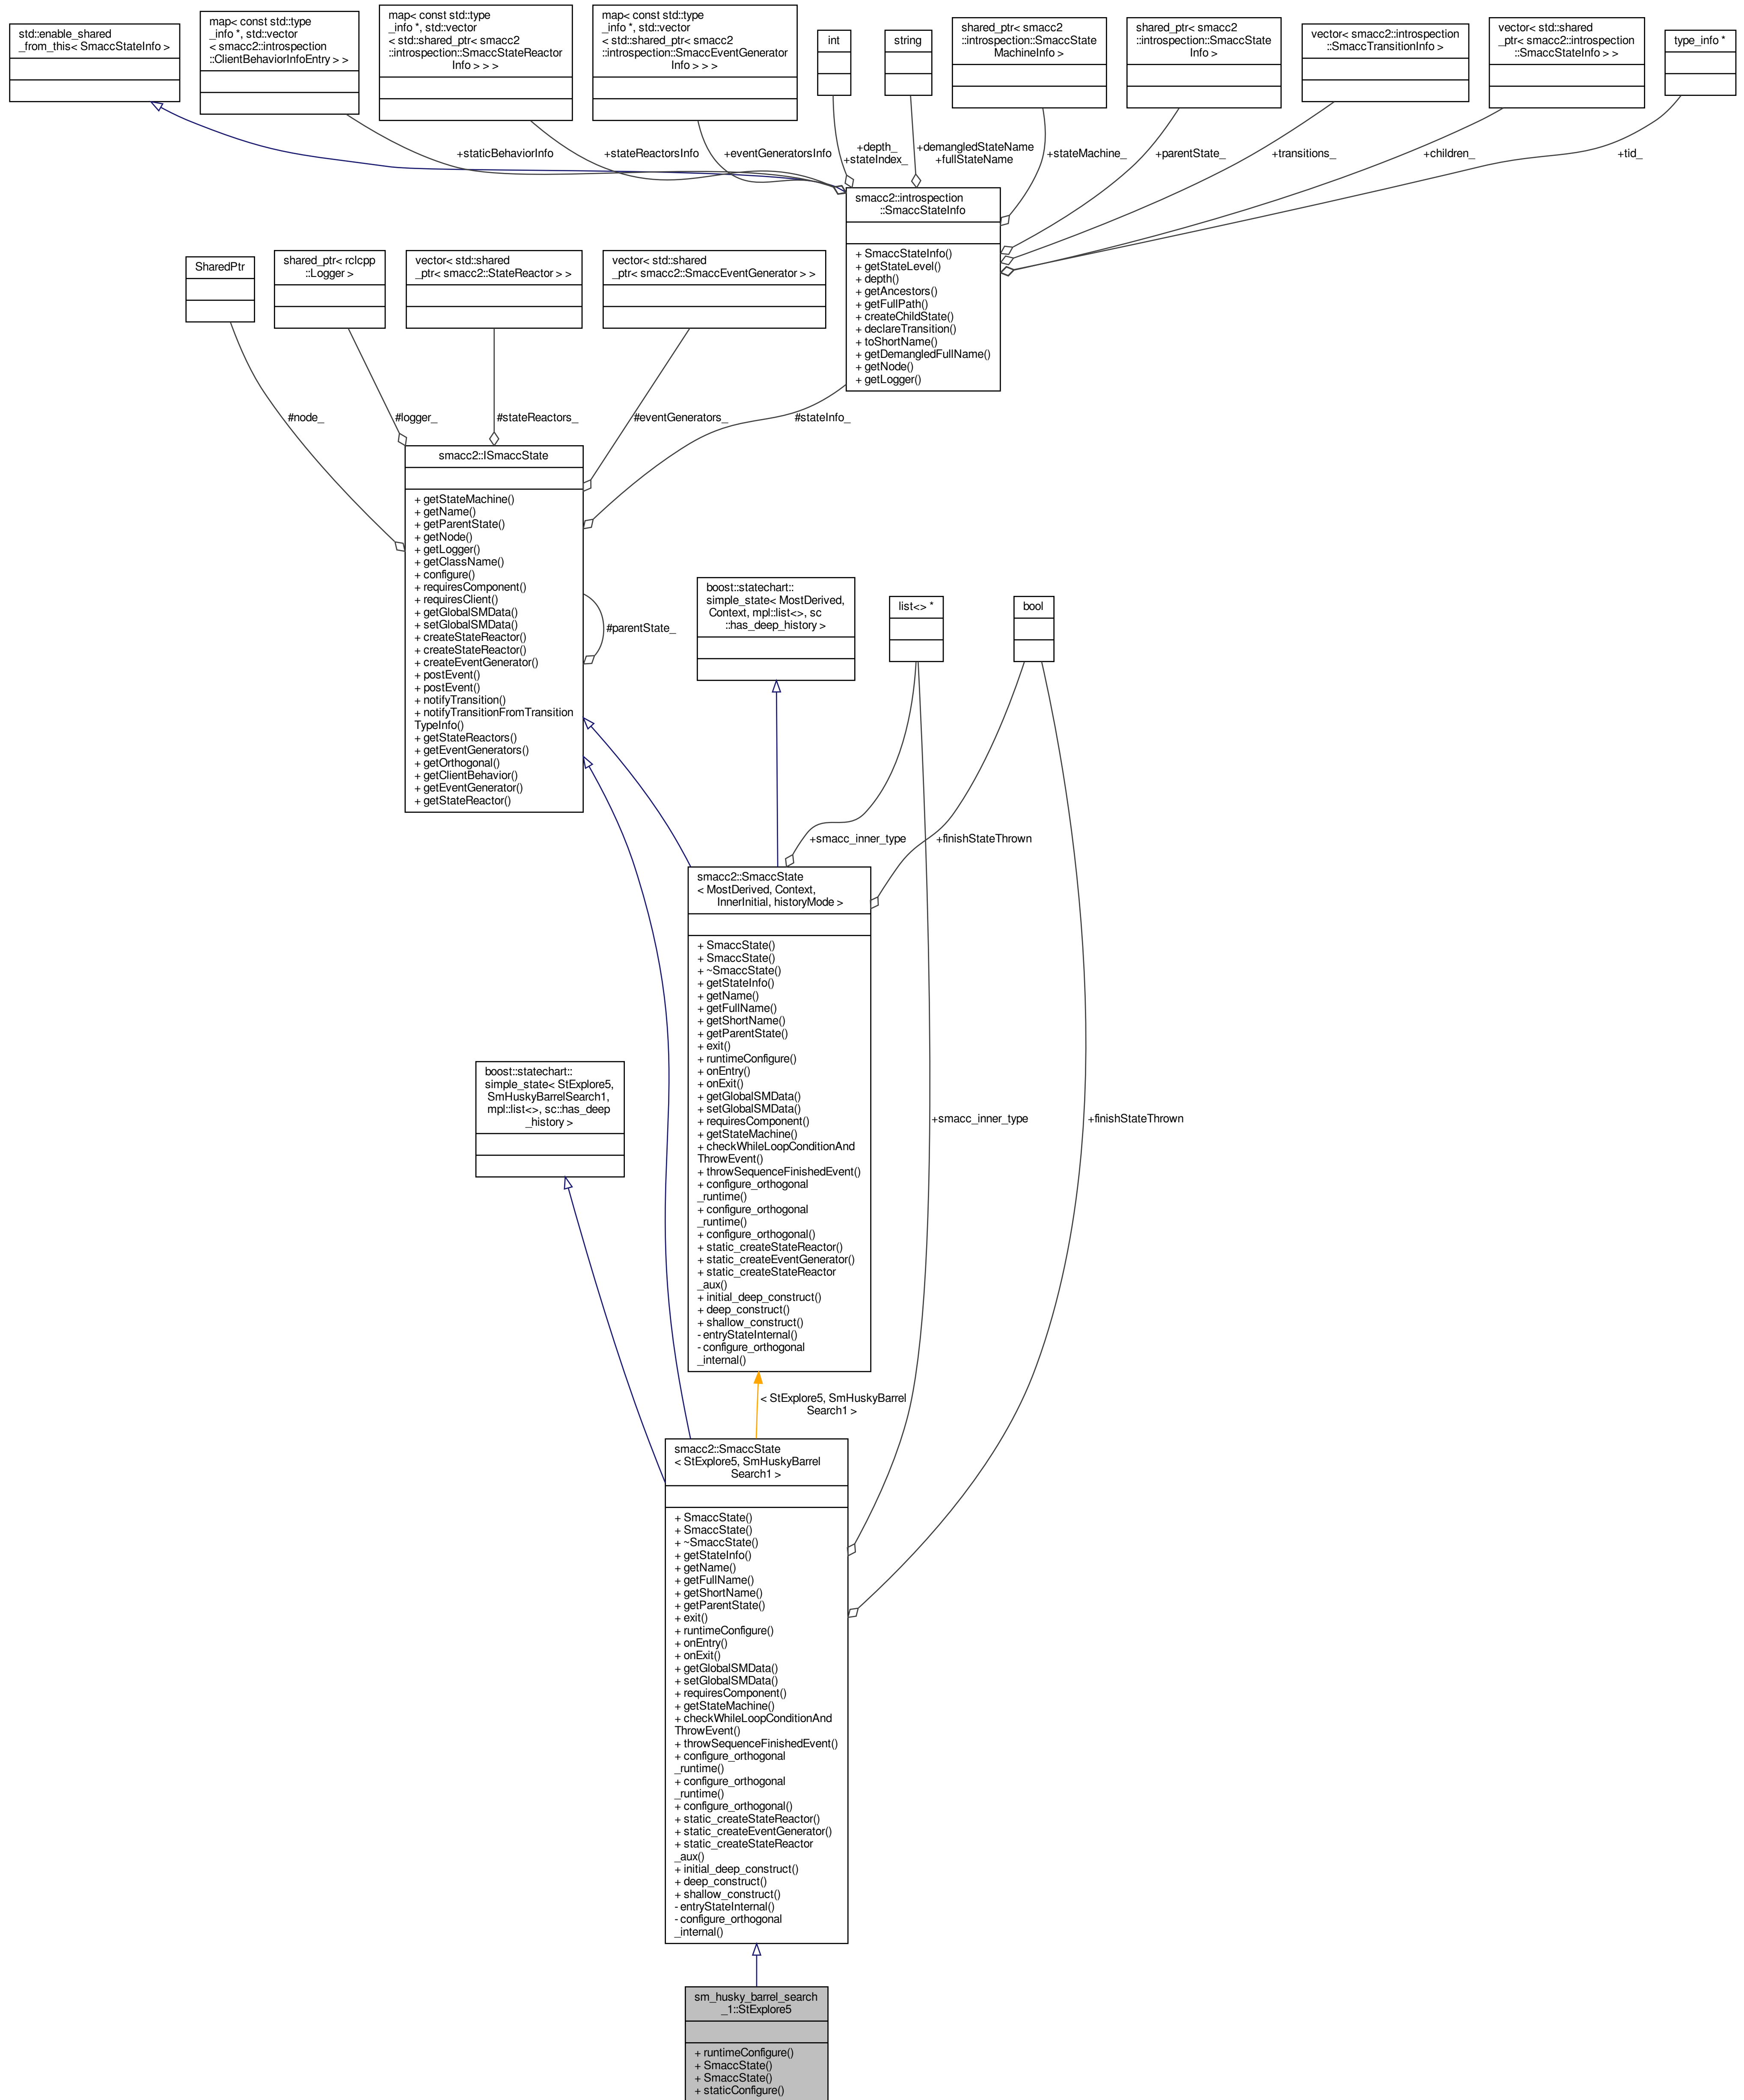 std::enable_shared
_from_this< SmaccStateInfo >
map< const std::type
_info *, std::vector
< smacc2::introspection
::ClientBehaviorInfoEntry > >
map< const std::type
_info *, std::vector
< std::shared_ptr< smacc2
::introspection::SmaccStateReactor
Info > > >
map< const std::type
_info *, std::vector
< std::shared_ptr< smacc2
::introspection::SmaccEventGenerator
Info > > >
int
string
shared_ptr< smacc2
::introspection::SmaccState
MachineInfo >
shared_ptr< smacc2
::introspection::SmaccState
Info >
vector< smacc2::introspection
::SmaccTransitionInfo >
vector< std::shared
_ptr< smacc2::introspection
::SmaccStateInfo > >
type_info *
+staticBehaviorInfo
+stateReactorsInfo
+eventGeneratorsInfo
+depth_
+stateIndex_
+demangledStateName
+fullStateName
+stateMachine_
+parentState_
+transitions_
+children_
+tid_
smacc2::introspection
::SmaccStateInfo
+ SmaccStateInfo()
+ getStateLevel()
+ depth()
+ getAncestors()
+ getFullPath()
+ createChildState()
+ declareTransition()
+ toShortName()
+ getDemangledFullName()
+ getNode()
+ getLogger()
SharedPtr
shared_ptr< rclcpp
::Logger >
vector< std::shared
_ptr< smacc2::StateReactor > >
vector< std::shared
_ptr< smacc2::SmaccEventGenerator > >
#node_
#logger_
#stateReactors_
#eventGenerators_
#stateInfo_
smacc2::ISmaccState
+ getStateMachine()
+ getName()
+ getParentState()
+ getNode()
+ getLogger()
+ getClassName()
+ configure()
+ requiresComponent()
+ requiresClient()
+ getGlobalSMData()
+ setGlobalSMData()
+ createStateReactor()
+ createStateReactor()
+ createEventGenerator()
+ postEvent()
+ postEvent()
+ notifyTransition()
+ notifyTransitionFromTransition
TypeInfo()
+ getStateReactors()
+ getEventGenerators()
+ getOrthogonal()
+ getClientBehavior()
+ getEventGenerator()
+ getStateReactor()
#parentState_
boost::statechart::
simple_state< MostDerived,
Context, mpl::list<>, sc
::has_deep_history >
list<> *
bool
+smacc_inner_type
+finishStateThrown
smacc2::SmaccState
< MostDerived, Context,
InnerInitial, historyMode >
+ SmaccState()
+ SmaccState()
+ ~SmaccState()
+ getStateInfo()
+ getName()
+ getFullName()
+ getShortName()
+ getParentState()
+ exit()
+ runtimeConfigure()
+ onEntry()
+ onExit()
+ getGlobalSMData()
+ setGlobalSMData()
+ requiresComponent()
+ getStateMachine()
+ checkWhileLoopConditionAnd
ThrowEvent()
+ throwSequenceFinishedEvent()
+ configure_orthogonal
_runtime()
+ configure_orthogonal
_runtime()
+ configure_orthogonal()
+ static_createStateReactor()
+ static_createEventGenerator()
+ static_createStateReactor
_aux()
+ initial_deep_construct()
+ deep_construct()
+ shallow_construct()
- entryStateInternal()
- configure_orthogonal
_internal()
boost::statechart::
simple_state< StExplore5,
SmHuskyBarrelSearch1,
mpl::list<>, sc::has_deep
_history >
+smacc_inner_type
+finishStateThrown
< StExplore5, SmHuskyBarrel
Search1 >
smacc2::SmaccState
< StExplore5, SmHuskyBarrel
Search1 >
+ SmaccState()
+ SmaccState()
+ ~SmaccState()
+ getStateInfo()
+ getName()
+ getFullName()
+ getShortName()
+ getParentState()
+ exit()
+ runtimeConfigure()
+ onEntry()
+ onExit()
+ getGlobalSMData()
+ setGlobalSMData()
+ requiresComponent()
+ getStateMachine()
+ checkWhileLoopConditionAnd
ThrowEvent()
+ throwSequenceFinishedEvent()
+ configure_orthogonal
_runtime()
+ configure_orthogonal
_runtime()
+ configure_orthogonal()
+ static_createStateReactor()
+ static_createEventGenerator()
+ static_createStateReactor
_aux()
+ initial_deep_construct()
+ deep_construct()
+ shallow_construct()
- entryStateInternal()
- configure_orthogonal
_internal()
sm_husky_barrel_search
_1::StExplore5
+ runtimeConfigure()
+ SmaccState()
+ SmaccState()
+ staticConfigure()